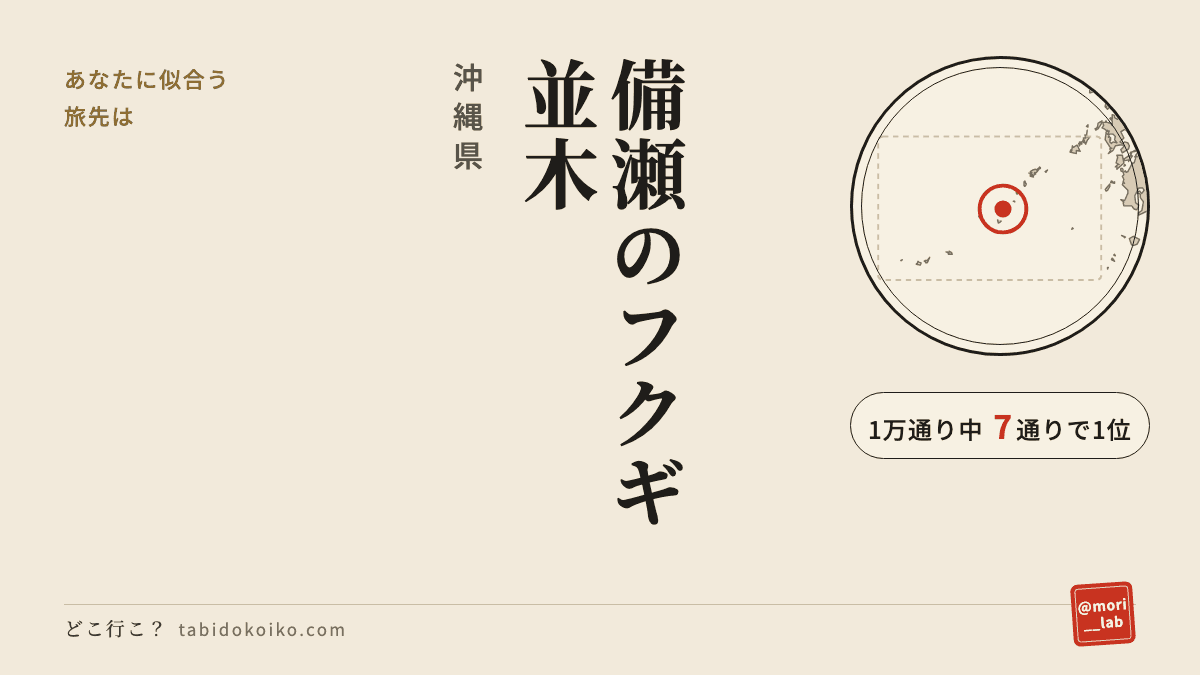 あなたに似合う
旅先は
備瀬のフクギ
並木
沖縄県
1万通り中 7通りで1位
どこ行こ? tabidokoiko.com
@mori
__lab